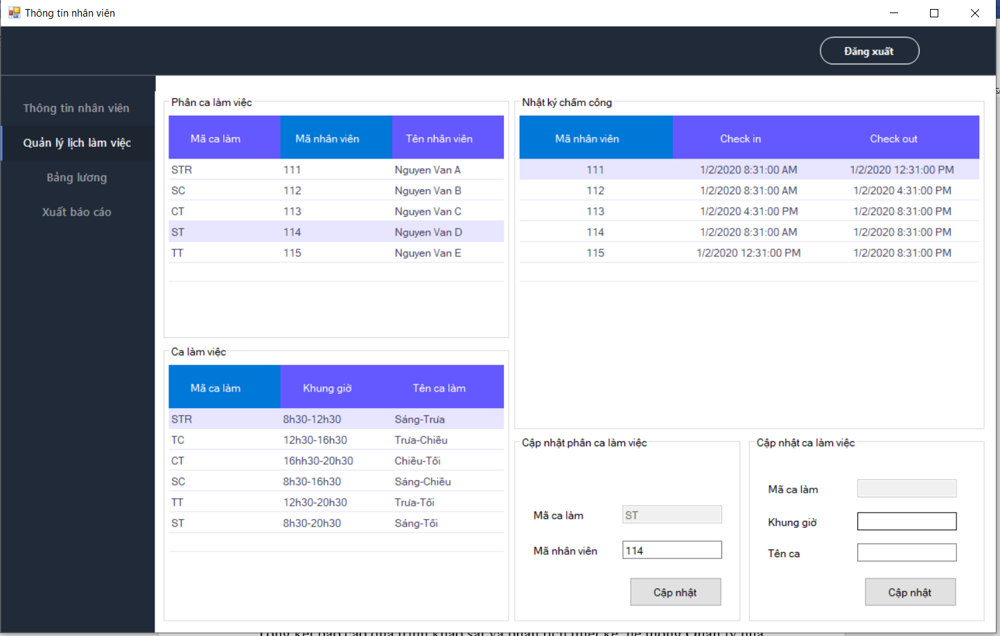 Thông tin nhân viên
Đăng xuất
Thông tin nhân viên
Quản lý lịch làm việc
Bảng lương
Xuất báo cáo
Phân ca làm việc
Mã ca làm Mã nhân viên Tên nhân viên
STR 111 Nguyen Van A
SC 112 Nguyen Van B
CT 113 Nguyen Van C
ST 114 Nguyen Van D
TT 115 Nguyen Van E
Nhật ký chấm công
Mã nhân viên Check in Check out
111 1/2/2020 8:31:00 AM 1/2/2020 12:31:00 PM
112 1/2/2020 8:31:00 AM 1/2/2020 4:31:00 PM
113 1/2/2020 4:31:00 PM 1/2/2020 8:31:00 PM
114 1/2/2020 8:31:00 AM 1/2/2020 8:31:00 PM
115 1/2/2020 12:31:00 PM 1/2/2020 8:31:00 PM
Ca làm việc
Mã ca làm Khung giờ Tên ca làm
STR 8h30-12h30 Sáng-Trưa
TC 12h30-16h30 Trưa-Chiều
CT 16hh30-20h30 Chiều-Tối
SC 8h30-16h30 Sáng-Chiều
TT 12h30-20h30 Trưa-Tối
ST 8h30-20h30 Sáng-Tối
Cập nhật phân ca làm việc
Mã ca làm ST
Mã nhân viên 114
Cập nhật
Cập nhật ca làm việc
Mã ca làm
Khung giờ
Tên ca
Cập nhật